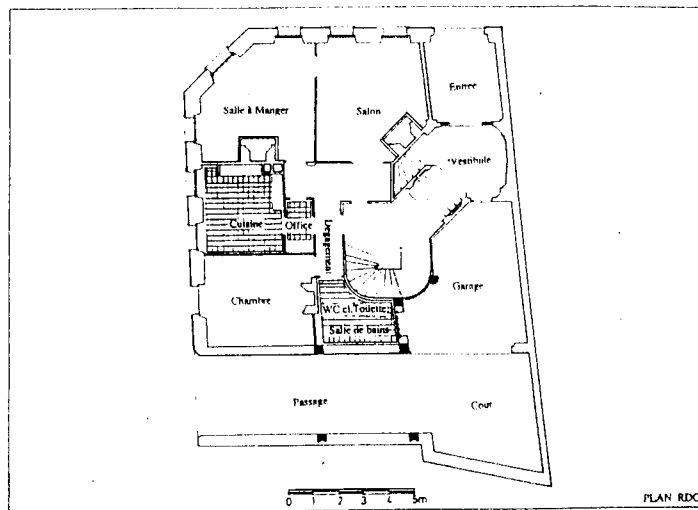 Entree
Salle à Manger
Salon
Vestibule
Cuisine
Office
Dégagement
Chambre
Garage
WC et Toilette
Salle de bains
Passage
Cour
0 1 2 3 4 5m
PLAN RDC